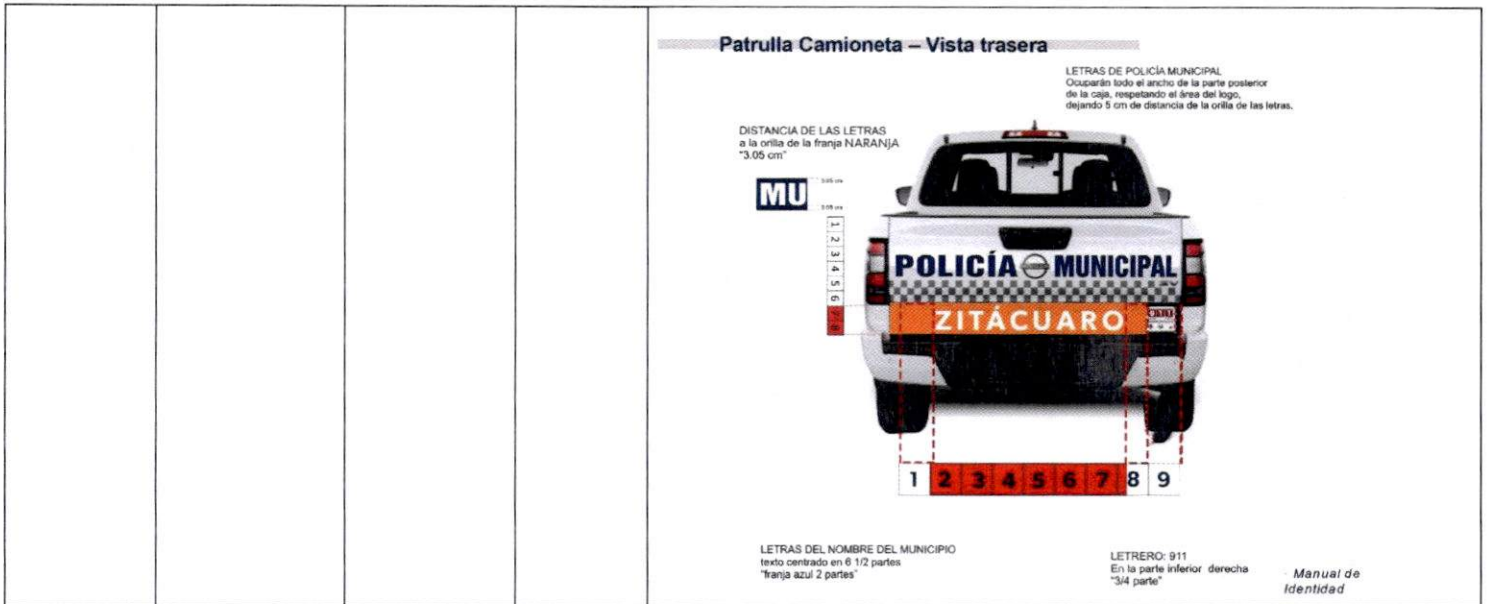 Patrulla Camioneta – Vista trasera
LETRAS DE POLICÍA MUNICIPAL
Ocuparán todo el ancho de la parte posterior
de la caja, respetando el área del logo,
dejando 5 cm de distancia de la orilla de las letras.
DISTANCIA DE LAS LETRAS
a la orilla de la franja NARANjA
"3.05 cm"
MU
1
2
3
4
5
6
7
8
POLICÍA MUNICIPAL
ZITÁCUARO
1 2 3 4 5 6 7 8 9
LETRAS DEL NOMBRE DEL MUNICIPIO
texto centrado en 6 1/2 partes
"franja azul 2 partes"
LETRERO: 911
En la parte inferior derecha
"3/4 parte"
- Manual de
Identidad